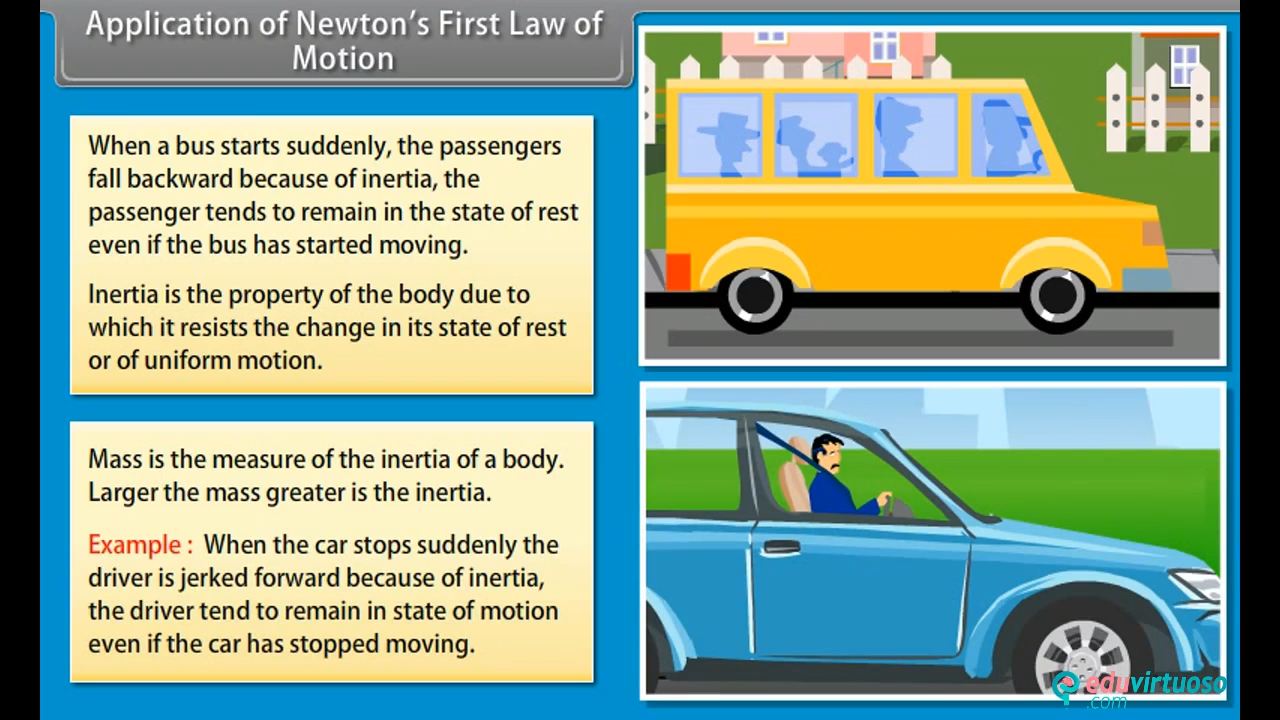 Application of Newton's First Law of
Motion
When a bus starts suddenly, the passengers
fall backward because of inertia, the
passenger tends to remain in the state of rest
even if the bus has started moving.
Inertia is the property of the body due to
which it resists the change in its state of rest
or of uniform motion.
Mass is the measure of the inertia of a body.
Larger the mass greater is the inertia.
Example : When the car stops suddenly the
driver is jerked forward because of inertia,
the driver tend to remain in state of motion
even if the car has stopped moving.
eduvirtuoso
.com